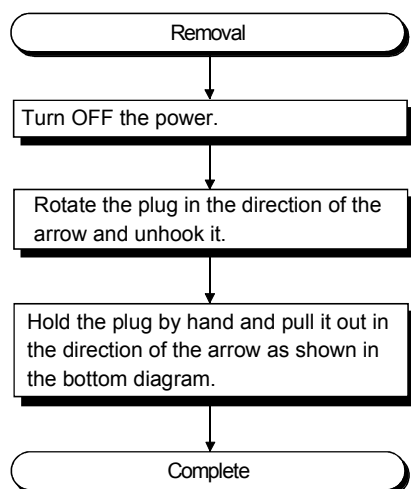 Removal
Turn OFF the power.
Rotate the plug in the direction of the
arrow and unhook it.
Hold the plug by hand and pull it out in
the direction of the arrow as shown in
the bottom diagram.
Complete